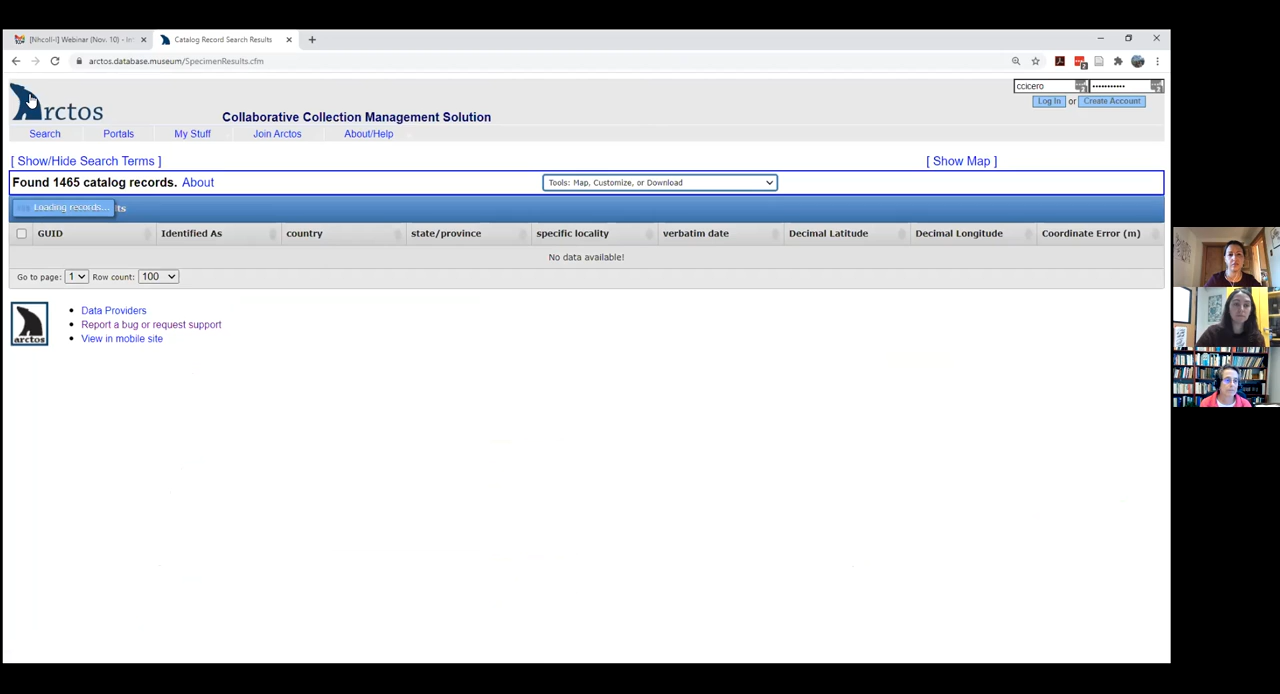 [Nhcoll-l] Webinar (Nov. 10) - Int
Catalog Record Search Results
arctos.database.museum/SpecimenResults.cfm
Arctos
Collaborative Collection Management Solution
ccicero
Log In or Create Account
Search Portals My Stuff Join Arctos About/Help
[ Show/Hide Search Terms ] [ Show Map ]
Found 1465 catalog records. About Tools: Map, Customize, or Download
Loading records... ts
GUID Identified As country state/province specific locality verbatim date Decimal Latitude Decimal Longitude Coordinate Error (m)
No data available!
Go to page: 1 Row count: 100
arctos
Data Providers
Report a bug or request support
View in mobile site